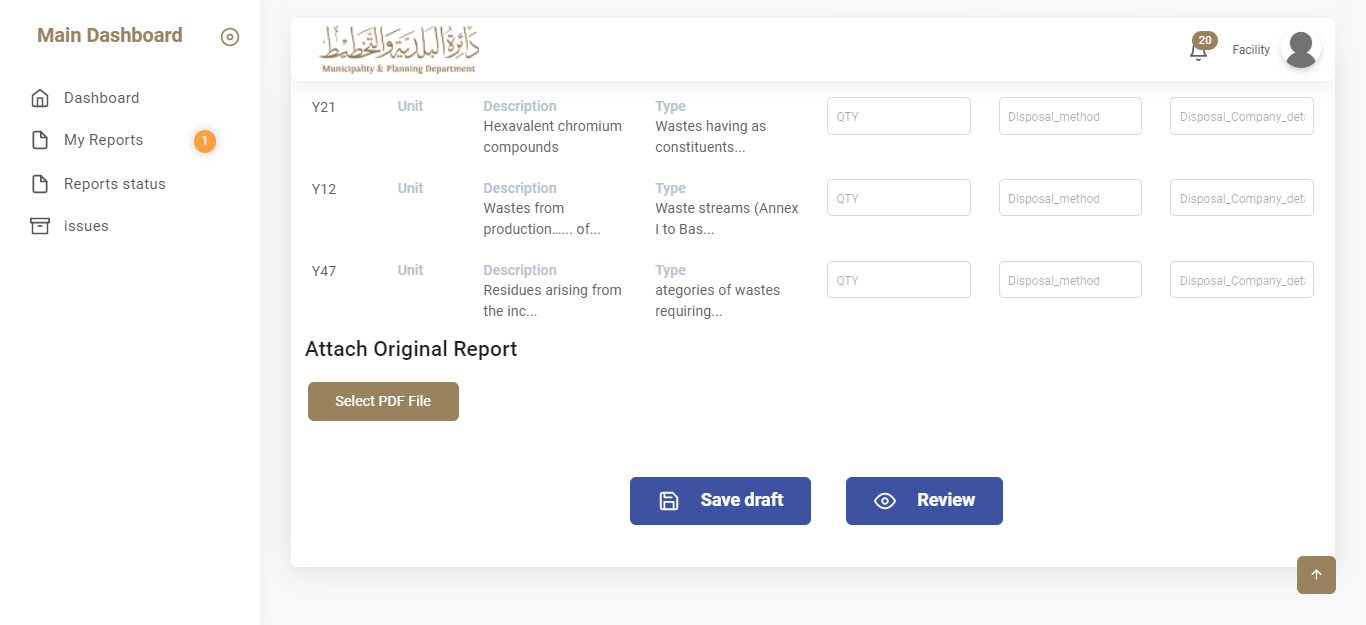 Main Dashboard
Dashboard
My Reports 1
Reports status
issues
دائرة البلدية والتخطيط
Municipality & Planning Department
20
Facility
Y21 Unit Description Type QTY Disposal_method Disposal_Company_det
Hexavalent chromium Wastes having as
compounds constituents...
Y12 Unit Description Type QTY Disposal_method Disposal_Company_det
Wastes from Waste streams (Annex
production...... of... I to Bas...
Y47 Unit Description Type QTY Disposal_method Disposal_Company_det
Residues arising from ategories of wastes
the inc... requiring...
Attach Original Report
Select PDF File
Save draft Review